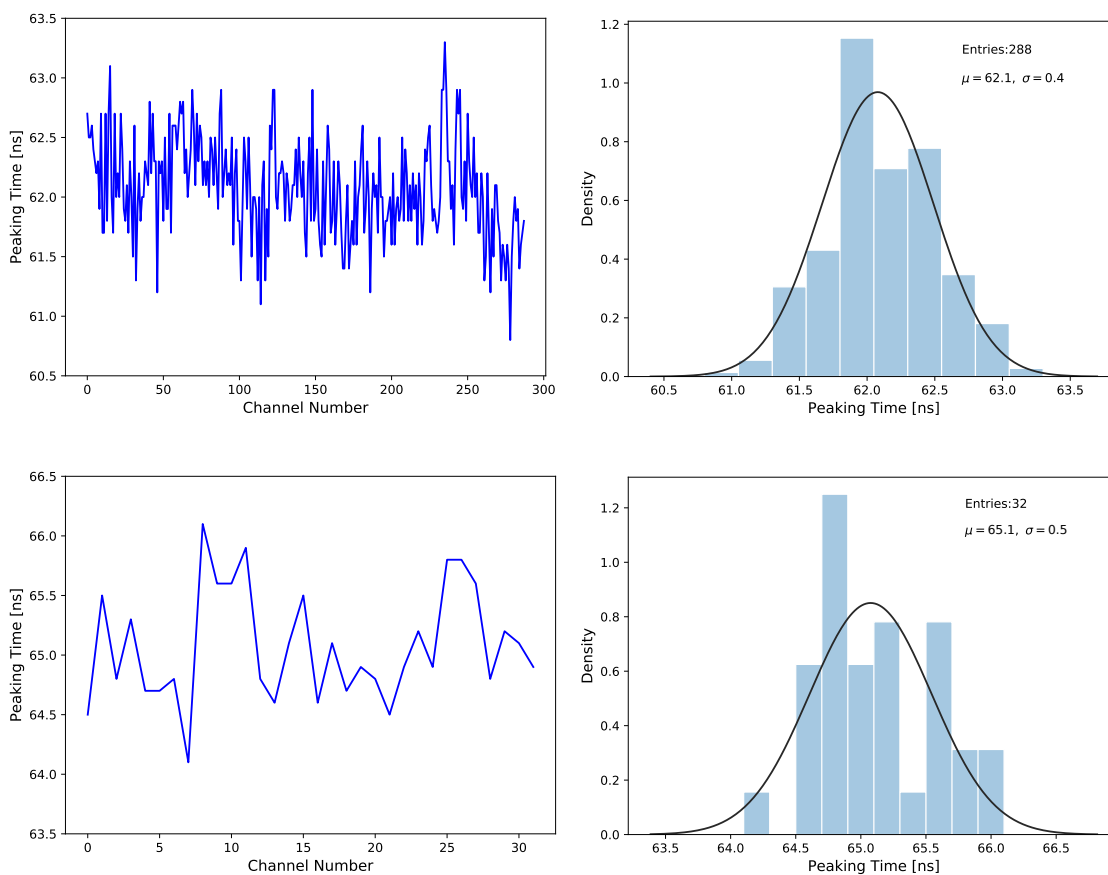 63.5
63.0
62.5
62.0
61.5
61.0
60.5
Peaking Time [ns]
0 50 100 150 200 250 300
Channel Number
1.2
1.0
0.8
0.6
0.4
0.2
0.0
Density
Entries:288
μ = 62.1, σ = 0.4
60.5 61.0 61.5 62.0 62.5 63.0 63.5
Peaking Time [ns]
66.5
66.0
65.5
65.0
64.5
64.0
63.5
Peaking Time [ns]
0 5 10 15 20 25 30
Channel Number
1.2
1.0
0.8
0.6
0.4
0.2
0.0
Density
Entries:32
μ = 65.1, σ = 0.5
63.5 64.0 64.5 65.0 65.5 66.0 66.5
Peaking Time [ns]